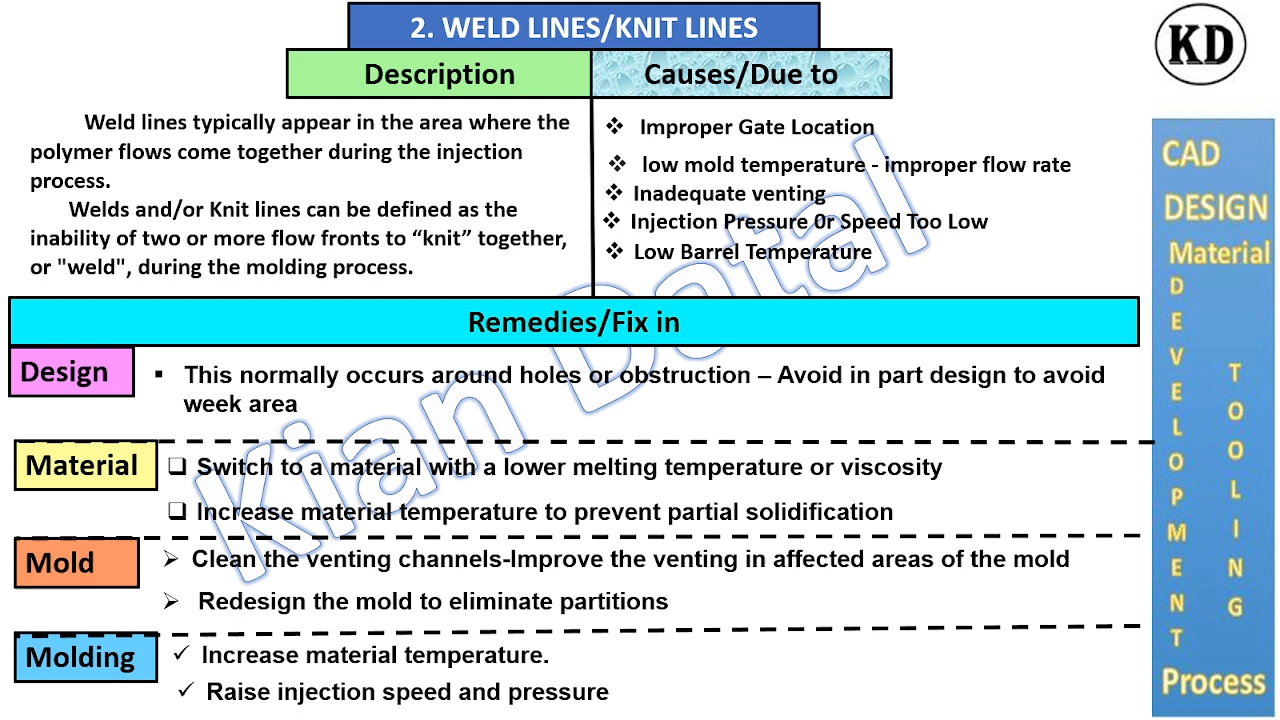 2. WELD LINES/KNIT LINES
Description
Causes/Due to
Weld lines typically appear in the area where the
polymer flows come together during the injection
process.
Welds and/or Knit lines can be defined as the
inability of two or more flow fronts to “knit” together,
or "weld", during the molding process.
❖ Improper Gate Location
❖ low mold temperature - improper flow rate
❖ Inadequate venting
❖ Injection Pressure 0r Speed Too Low
❖ Low Barrel Temperature
Remedies/Fix in
Design
▪ This normally occurs around holes or obstruction – Avoid in part design to avoid
week area
Material
❑ Switch to a material with a lower melting temperature or viscosity
❑ Increase material temperature to prevent partial solidification
Mold
➢ Clean the venting channels-Improve the venting in affected areas of the mold
➢ Redesign the mold to eliminate partitions
Molding
✓ Increase material temperature.
✓ Raise injection speed and pressure
Kian Datal
KD
CAD
DESIGN
Material
DEVELOPMENT
TOOLING
Process